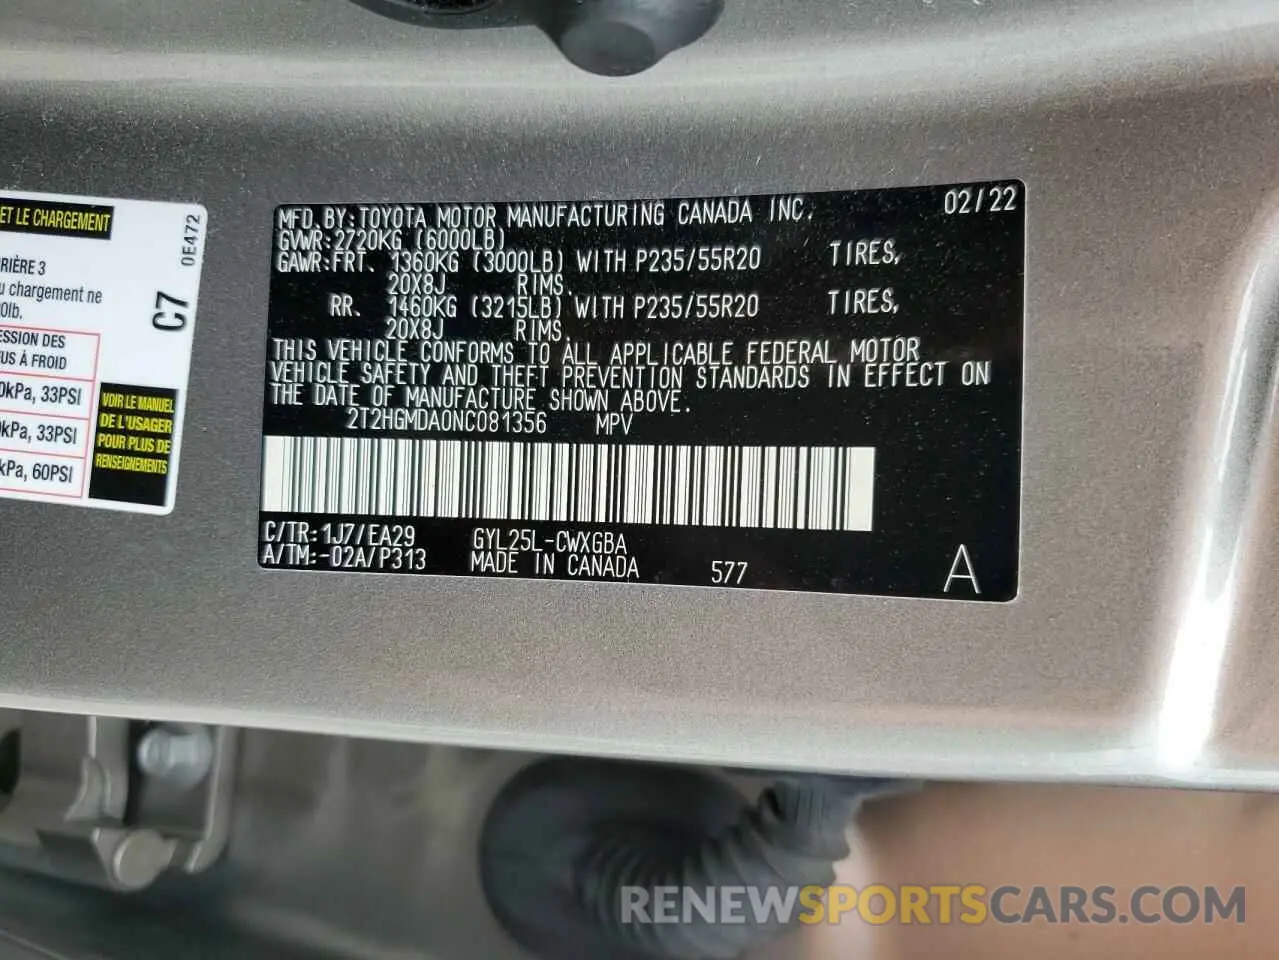 ET LE CHARGEMENT
RIÈRE 3
u chargement ne
0lb.
ESSION DES
US À FROID
0kPa, 33PSI
kPa, 33PSI
kPa, 60PSI
VOIR LE MANUEL
DE L'USAGER
POUR PLUS DE
RENSEIGNEMENTS
C7
0E472
MFD. BY: TOYOTA MOTOR MANUFACTURING CANADA INC. 02/22
GVWR: 2720KG (6000LB)
GAWR: FRT. 1360KG (3000LB) WITH P235/55R20 TIRES,
20X8J RIMS.
RR. 1460KG (3215LB) WITH P235/55R20 TIRES,
20X8J RIMS.
THIS VEHICLE CONFORMS TO ALL APPLICABLE FEDERAL MOTOR
VEHICLE SAFETY AND THEFT PREVENTION STANDARDS IN EFFECT ON
THE DATE OF MANUFACTURE SHOWN ABOVE.
2T2HGMDA0NC081356 MPV
C/TR: 1J7/EA29 GYL25L-CWXGBA
A/TM: -02A/P313 MADE IN CANADA 577 A
RENEWSPORTSCARS.COM